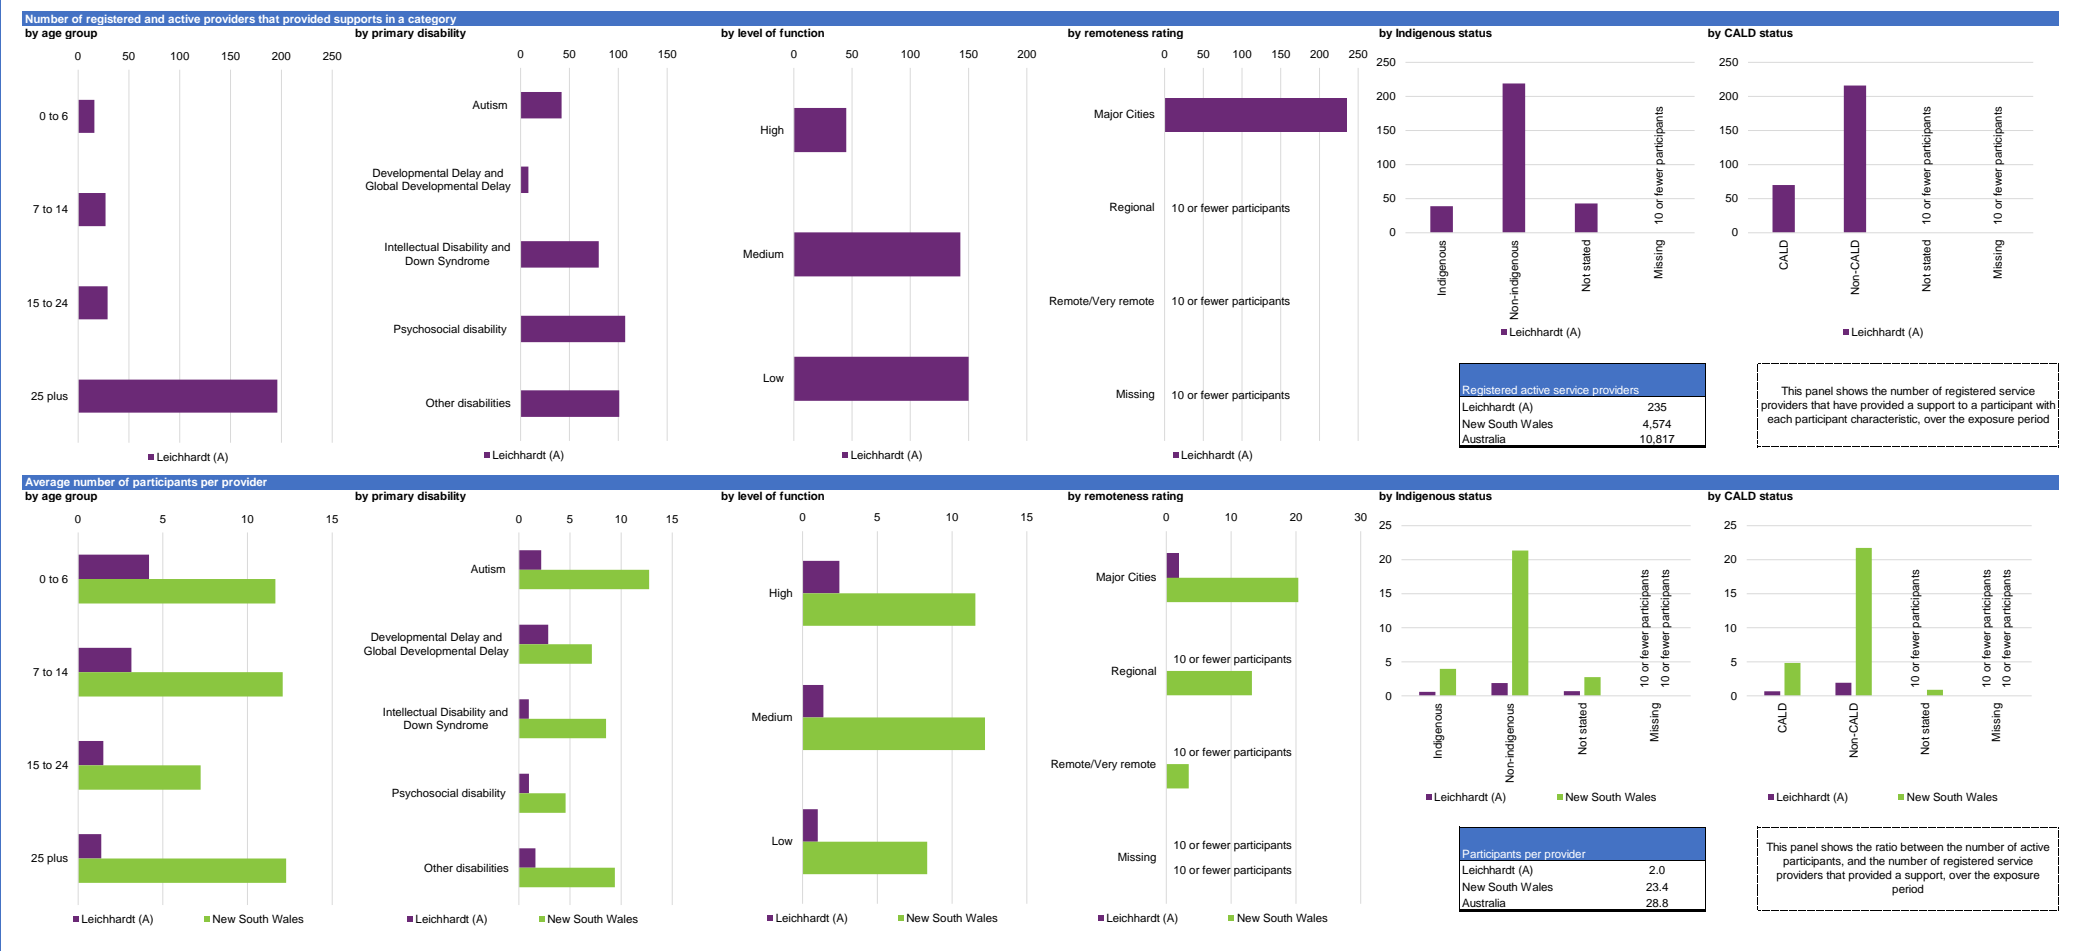 Number of registered and active providers that provided supports in a category
by age group
0 50 100 150 200 250
0 to 6
7 to 14
15 to 24
25 plus
Leichhardt (A)
by primary disability
0 50 100 150
Autism
Developmental Delay and
Global Developmental Delay
Intellectual Disability and
Down Syndrome
Psychosocial disability
Other disabilities
Leichhardt (A)
by level of function
0 50 100 150 200
High
Medium
Low
Leichhardt (A)
by remoteness rating
0 50 100 150 200 250
Major Cities
Regional 10 or fewer participants
Remote/Very remote 10 or fewer participants
Missing 10 or fewer participants
Leichhardt (A)
by Indigenous status
250
200
150
100
50
0
10 or fewer participants
Indigenous
Non-indigenous
Not stated
Missing
Leichhardt (A)
by CALD status
250
200
150
100
50
0
10 or fewer participants
10 or fewer participants
CALD
Non-CALD
Not stated
Missing
Leichhardt (A)
Registered active service providers
Leichhardt (A) 235
New South Wales 4,574
Australia 10,817
This panel shows the number of registered service
providers that have provided a support to a participant with
each participant characteristic, over the exposure period
Average number of participants per provider
by age group
0 5 10 15
0 to 6
7 to 14
15 to 24
25 plus
Leichhardt (A) New South Wales
by primary disability
0 5 10 15
Autism
Developmental Delay and
Global Developmental Delay
Intellectual Disability and
Down Syndrome
Psychosocial disability
Other disabilities
Leichhardt (A) New South Wales
by level of function
0 5 10 15
High
Medium
Low
Leichhardt (A) New South Wales
by remoteness rating
0 10 20 30
Major Cities
10 or fewer participants
Regional
10 or fewer participants
Remote/Very remote
10 or fewer participants
Missing
10 or fewer participants
Leichhardt (A) New South Wales
by Indigenous status
25
20
15
10
5
0
10 or fewer participants
10 or fewer participants
Indigenous
Non-indigenous
Not stated
Missing
Leichhardt (A) New South Wales
by CALD status
25
20
15
10
5
0
10 or fewer participants
10 or fewer participants
10 or fewer participants
CALD
Non-CALD
Not stated
Missing
Leichhardt (A) New South Wales
Participants per provider
Leichhardt (A) 2.0
New South Wales 23.4
Australia 28.8
This panel shows the ratio between the number of active
participants, and the number of registered service
providers that provided a support, over the exposure
period